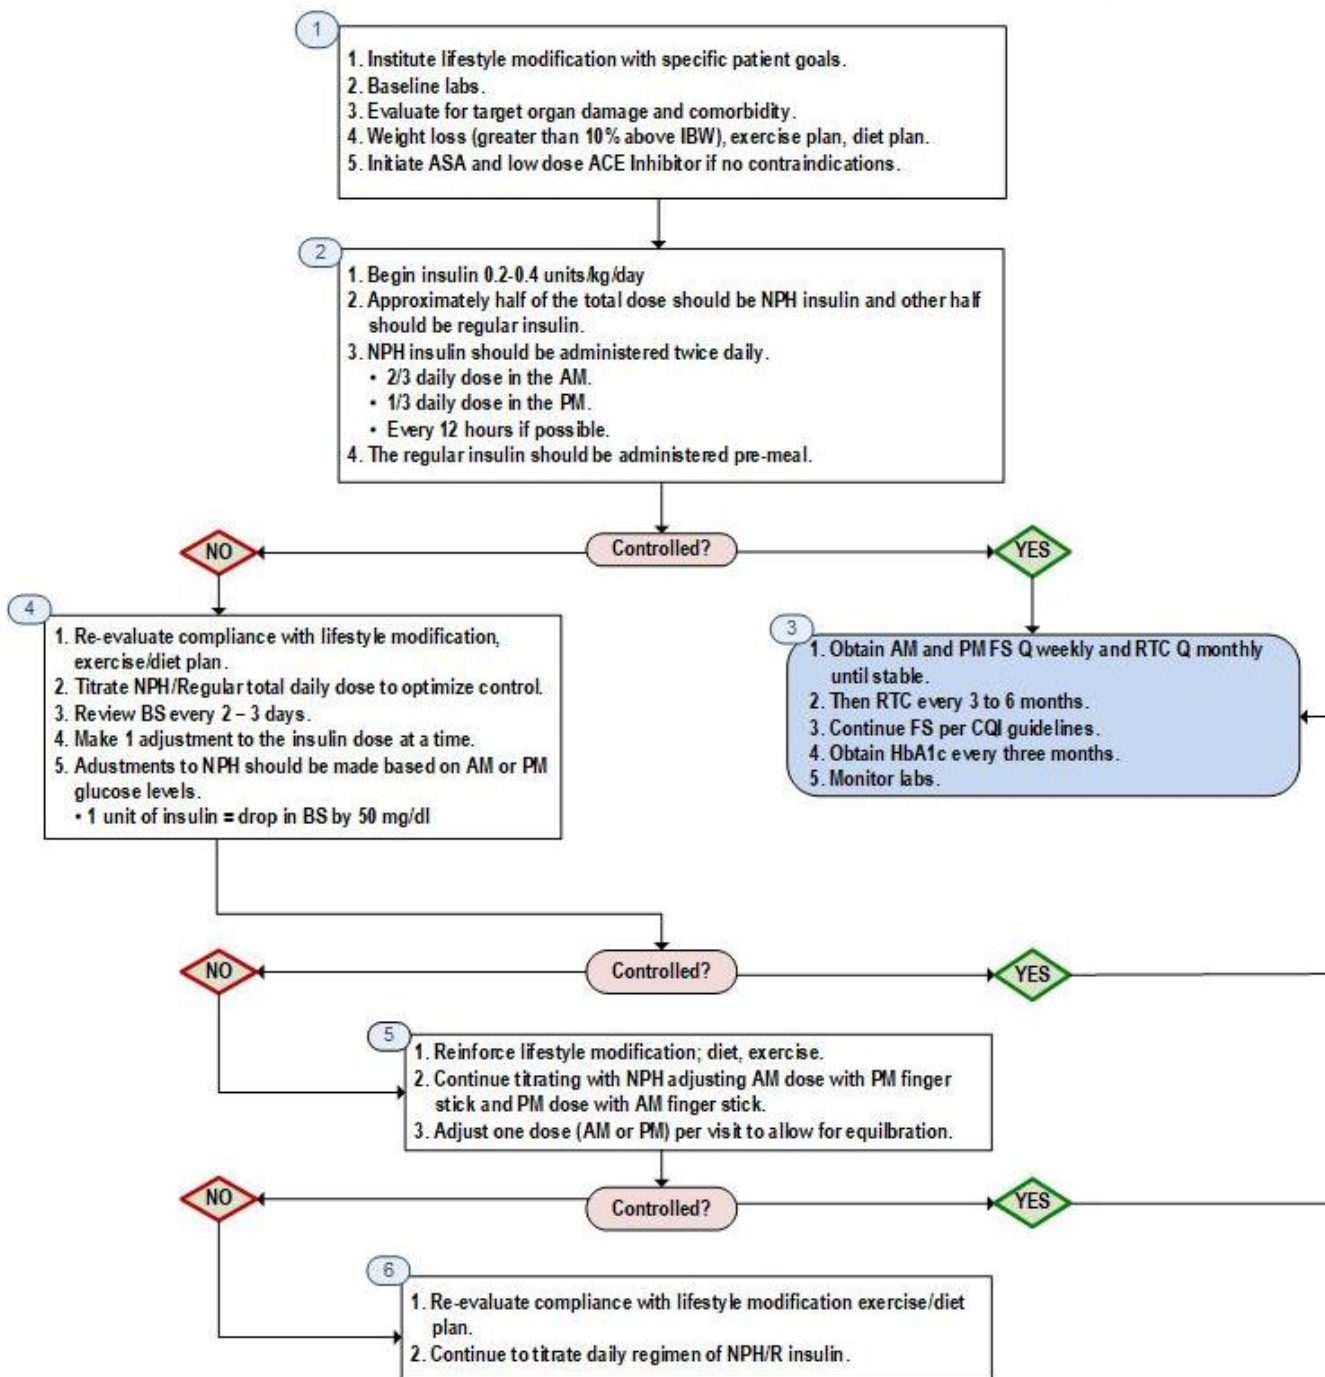 1
1. Institute lifestyle modification with specific patient goals.
2. Baseline labs.
3. Evaluate for target organ damage and comorbidity.
4. Weight loss (greater than 10% above IBW), exercise plan, diet plan.
5. Initiate ASA and low dose ACE Inhibitor if no contraindications.
2
1. Begin insulin 0.2-0.4 units/kg/day
2. Approximately half of the total dose should be NPH insulin and other half
should be regular insulin.
3. NPH insulin should be administered twice daily.
• 2/3 daily dose in the AM.
• 1/3 daily dose in the PM.
• Every 12 hours if possible.
4. The regular insulin should be administered pre-meal.
NO
Controlled?
YES
4
1. Re-evaluate compliance with lifestyle modification,
exercise/diet plan.
2. Titrate NPH/Regular total daily dose to optimize control.
3. Review BS every 2 – 3 days.
4. Make 1 adjustment to the insulin dose at a time.
5. Adustments to NPH should be made based on AM or PM
glucose levels.
• 1 unit of insulin = drop in BS by 50 mg/dl
3
1. Obtain AM and PM FS Q weekly and RTC Q monthly
until stable.
2. Then RTC every 3 to 6 months.
3. Continue FS per CQI guidelines.
4. Obtain HbA1c every three months.
5. Monitor labs.
NO
Controlled?
YES
5
1. Reinforce lifestyle modification; diet, exercise.
2. Continue titrating with NPH adjusting AM dose with PM finger
stick and PM dose with AM finger stick.
3. Adjust one dose (AM or PM) per visit to allow for equilbration.
NO
Controlled?
YES
6
1. Re-evaluate compliance with lifestyle modification exercise/diet
plan.
2. Continue to titrate daily regimen of NPH/R insulin.